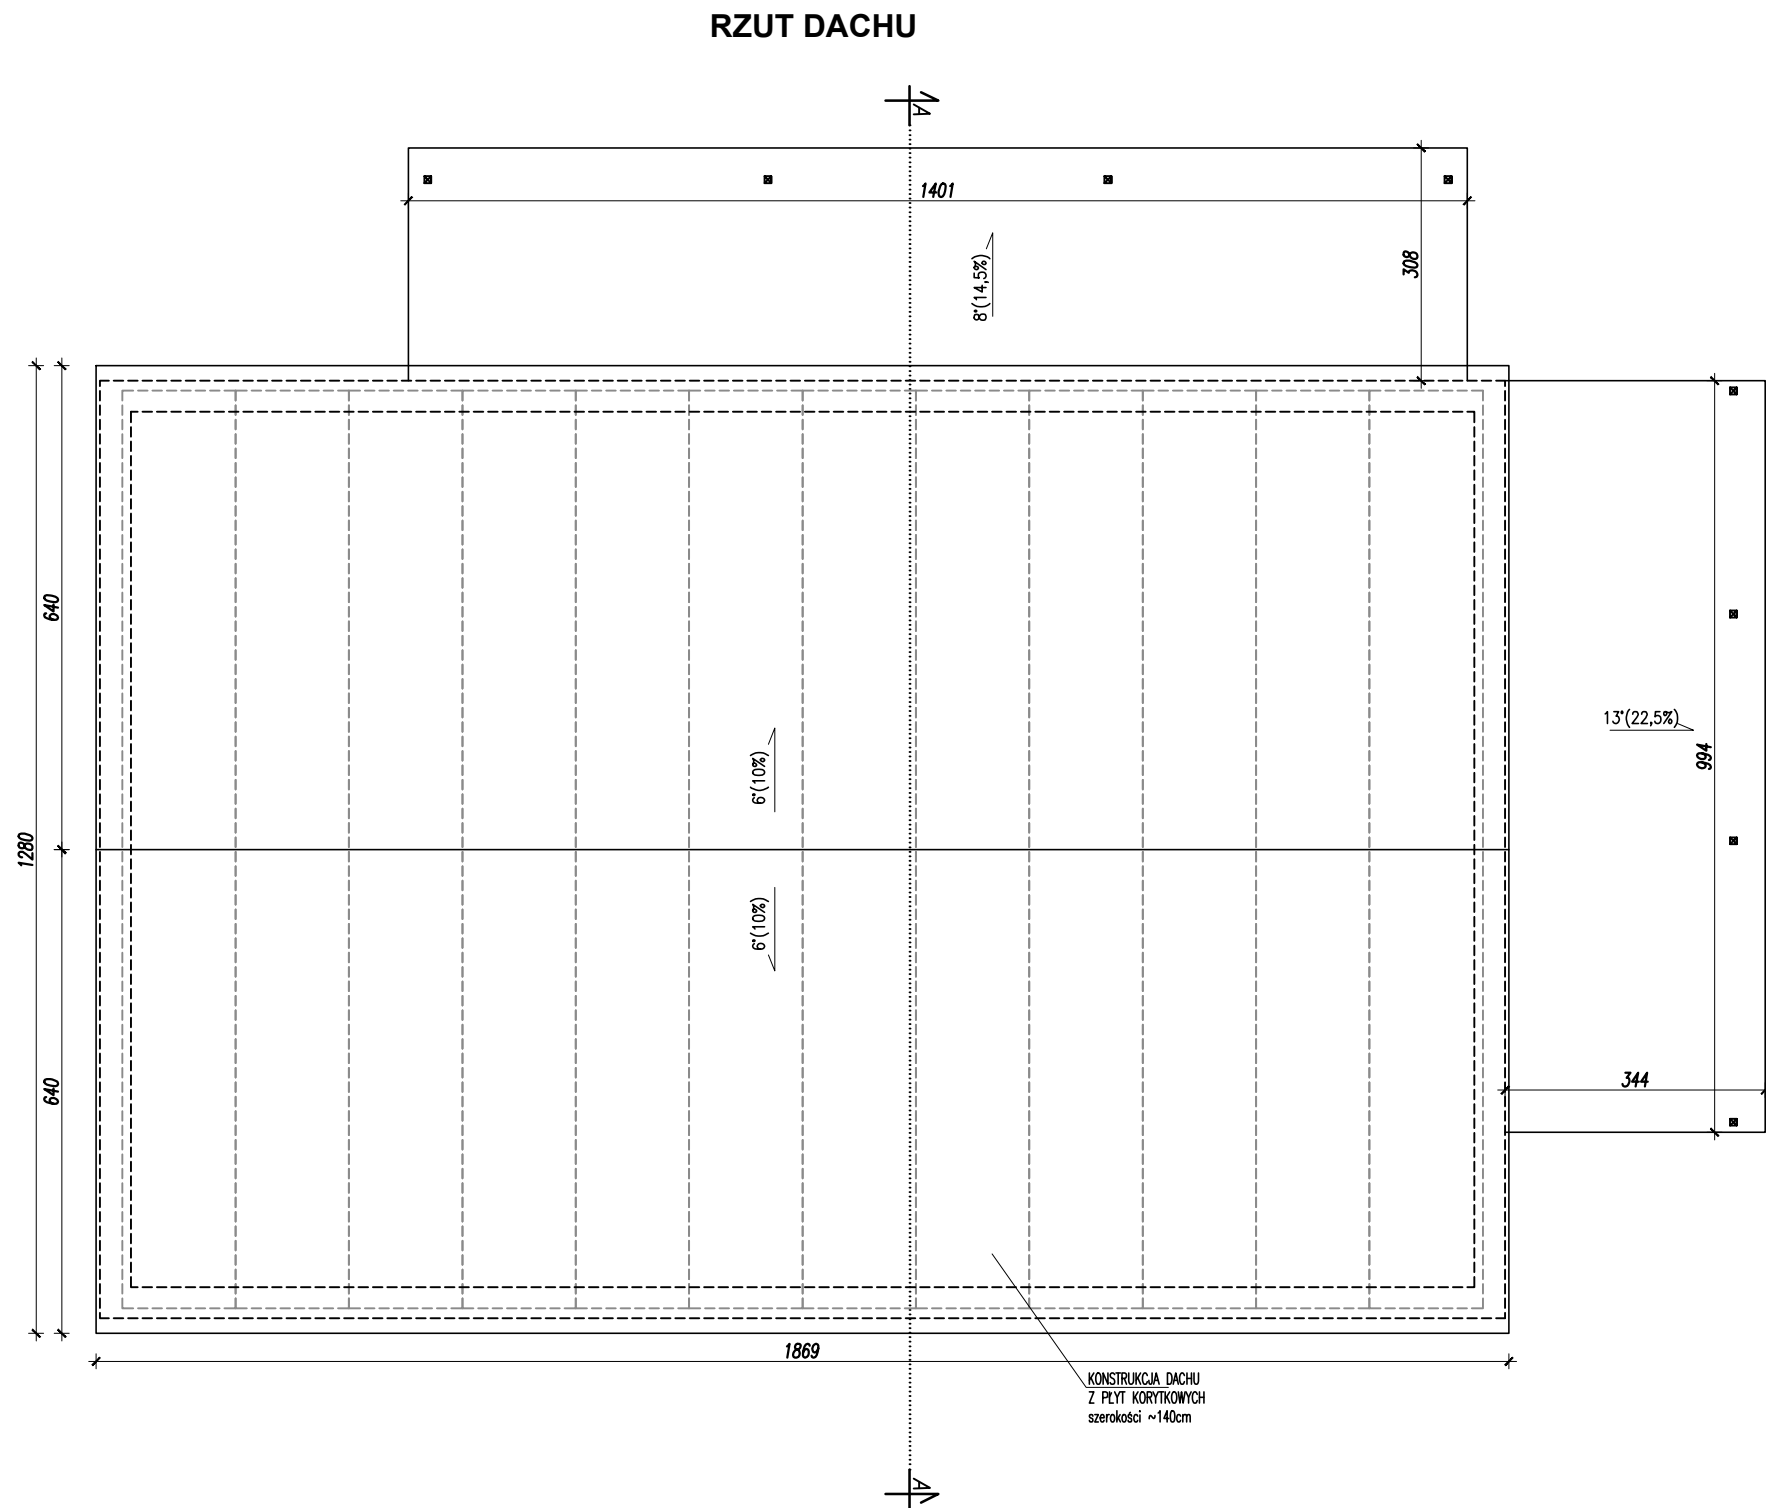 RZUT DACHU
A
1401
308
8°(14,5%)
640
1280
640
6°(10%)
6°(10%)
13°(22,5%)
994
344
1869
KONSTRUKCJA DACHU
Z PŁYT KORYTKOWYCH
szerokości ~140cm
A